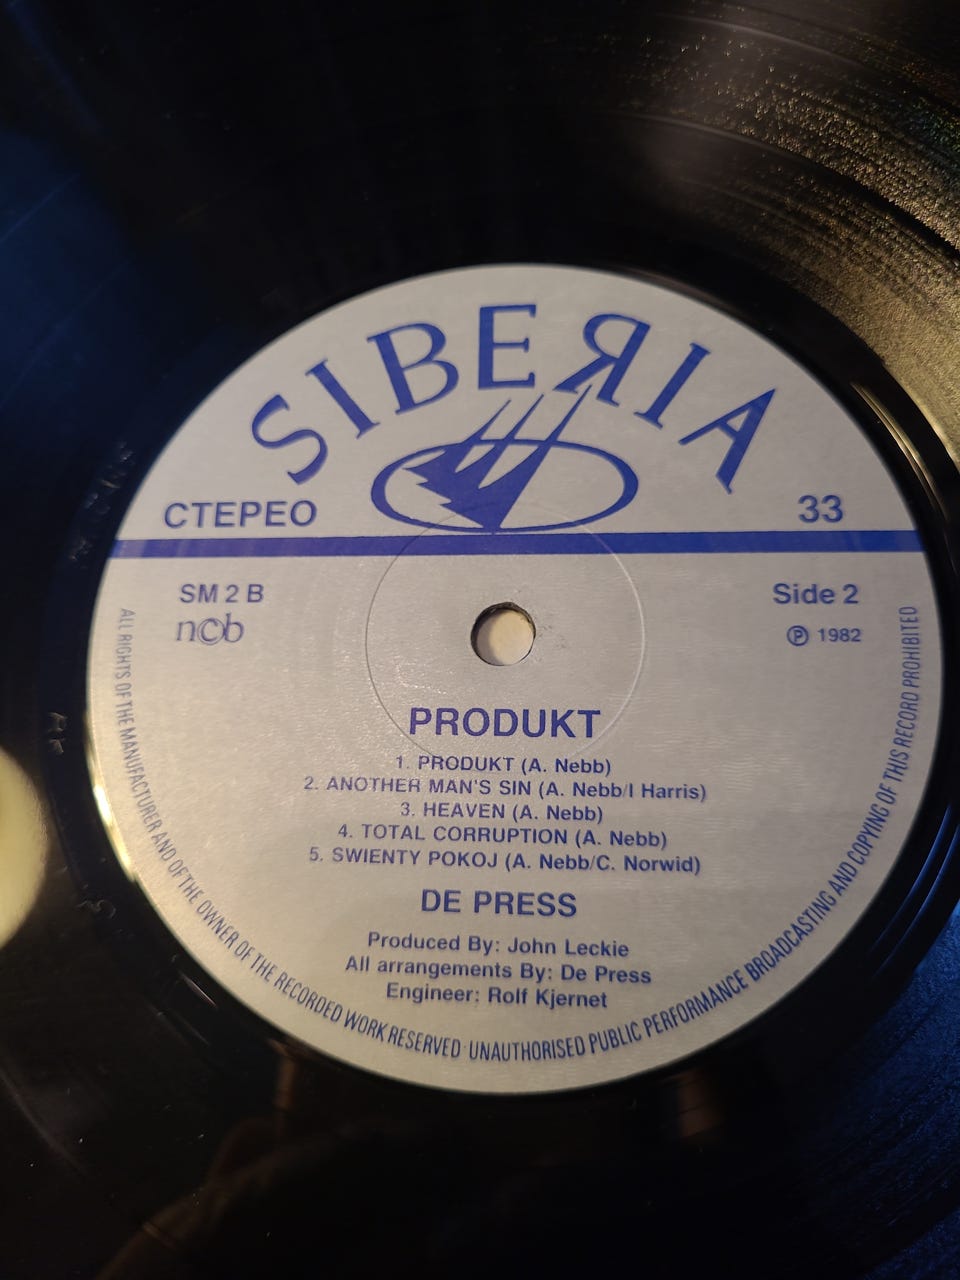 SIBEЯIA
СТЕРЕО
33
SM 2 B
Side 2
ncb
℗ 1982
PRODUKT
1. PRODUKT (A. Nebb)
2. ANOTHER MAN'S SIN (A. Nebb/I Harris)
3. HEAVEN (A. Nebb)
4. TOTAL CORRUPTION (A. Nebb)
5. SWIENTY POKOJ (A. Nebb/C. Norwid)
DE PRESS
Produced By: John Leckie
All arrangements By: De Press
Engineer: Rolf Kjernet
ALL RIGHTS OF THE MANUFACTURER AND OF THE OWNER OF THE RECORDED WORK RESERVED · UNAUTHORISED PUBLIC PERFORMANCE BROADCASTING AND COPYING OF THIS RECORD PROHIBITED